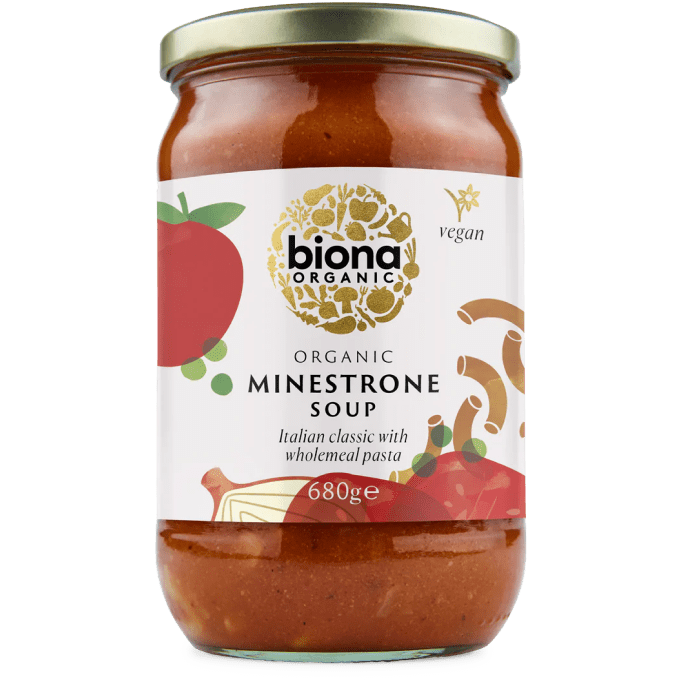 biona
ORGANIC
vegan
ORGANIC
MINESTRONE
SOUP
Italian classic with
wholemeal pasta
680g℮